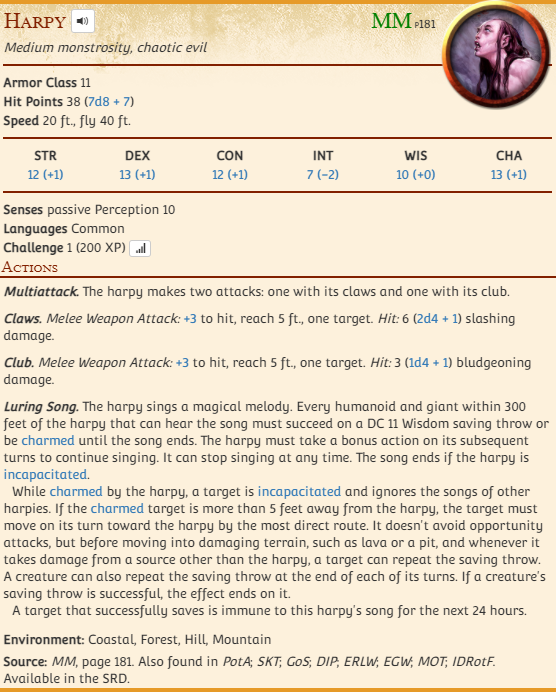 Harpy MM p181
Medium monstrosity, chaotic evil
Armor Class 11
Hit Points 38 (7d8 + 7)
Speed 20 ft., fly 40 ft.
STR DEX CON INT WIS CHA
12 (+1) 13 (+1) 12 (+1) 7 (−2) 10 (+0) 13 (+1)
Senses passive Perception 10
Languages Common
Challenge 1 (200 XP)
Actions
Multiattack. The harpy makes two attacks: one with its claws and one with its club.
Claws. Melee Weapon Attack: +3 to hit, reach 5 ft., one target. Hit: 6 (2d4 + 1) slashing
damage.
Club. Melee Weapon Attack: +3 to hit, reach 5 ft., one target. Hit: 3 (1d4 + 1) bludgeoning
damage.
Luring Song. The harpy sings a magical melody. Every humanoid and giant within 300
feet of the harpy that can hear the song must succeed on a DC 11 Wisdom saving throw or
be charmed until the song ends. The harpy must take a bonus action on its subsequent
turns to continue singing. It can stop singing at any time. The song ends if the harpy is
incapacitated.
While charmed by the harpy, a target is incapacitated and ignores the songs of other
harpies. If the charmed target is more than 5 feet away from the harpy, the target must
move on its turn toward the harpy by the most direct route. It doesn't avoid opportunity
attacks, but before moving into damaging terrain, such as lava or a pit, and whenever it
takes damage from a source other than the harpy, a target can repeat the saving throw.
A creature can also repeat the saving throw at the end of each of its turns. If a creature's
saving throw is successful, the effect ends on it.
A target that successfully saves is immune to this harpy's song for the next 24 hours.
Environment: Coastal, Forest, Hill, Mountain
Source: MM, page 181. Also found in PotA; SKT; GoS; DIP; ERLW; EGW; MOT; IDRotF.
Available in the SRD.